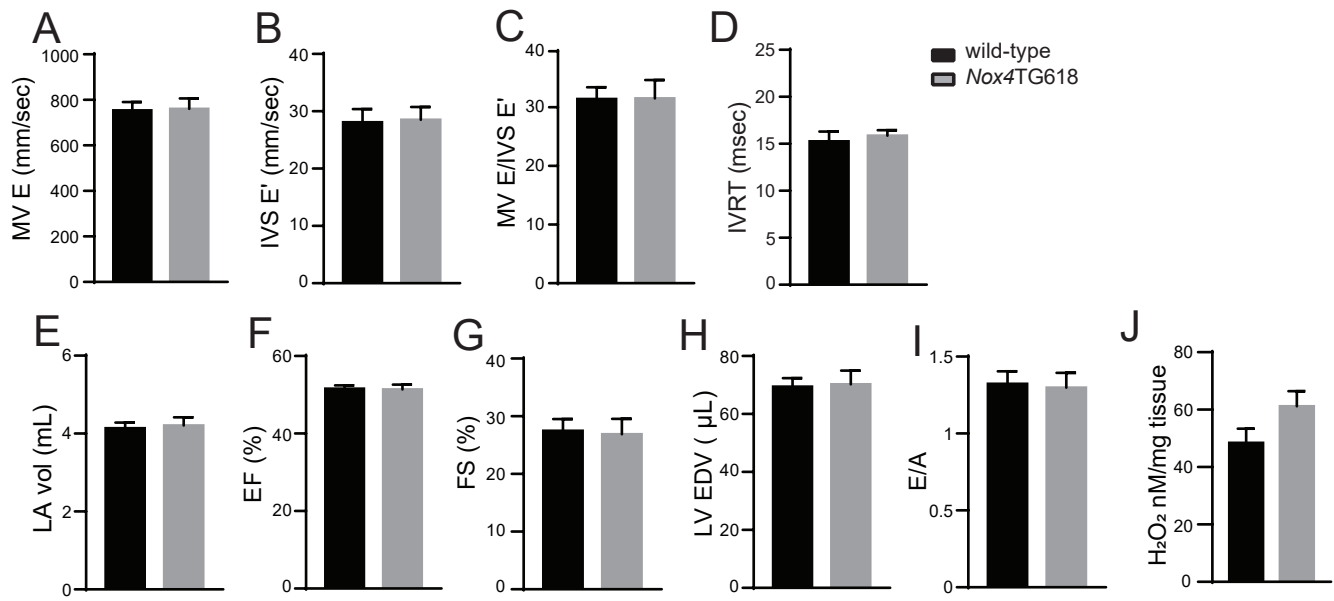 A
MV E (mm/sec)
1000
800
600
400
200
0
B
IVS E' (mm/sec)
40
30
20
10
0
C
MV E/IVS E'
40
30
20
10
0
D
IVRT (msec)
25
20
15
10
5
0
wild-type
Nox4TG618
E
LA vol (mL)
6
4
2
0
F
EF (%)
60
40
20
0
G
FS (%)
40
30
20
10
0
H
LV EDV ( µL)
80
60
40
20
0
I
E/A
1.5
1
0.5
0
J
H₂O₂ nM/mg tissue
80
60
40
20
0